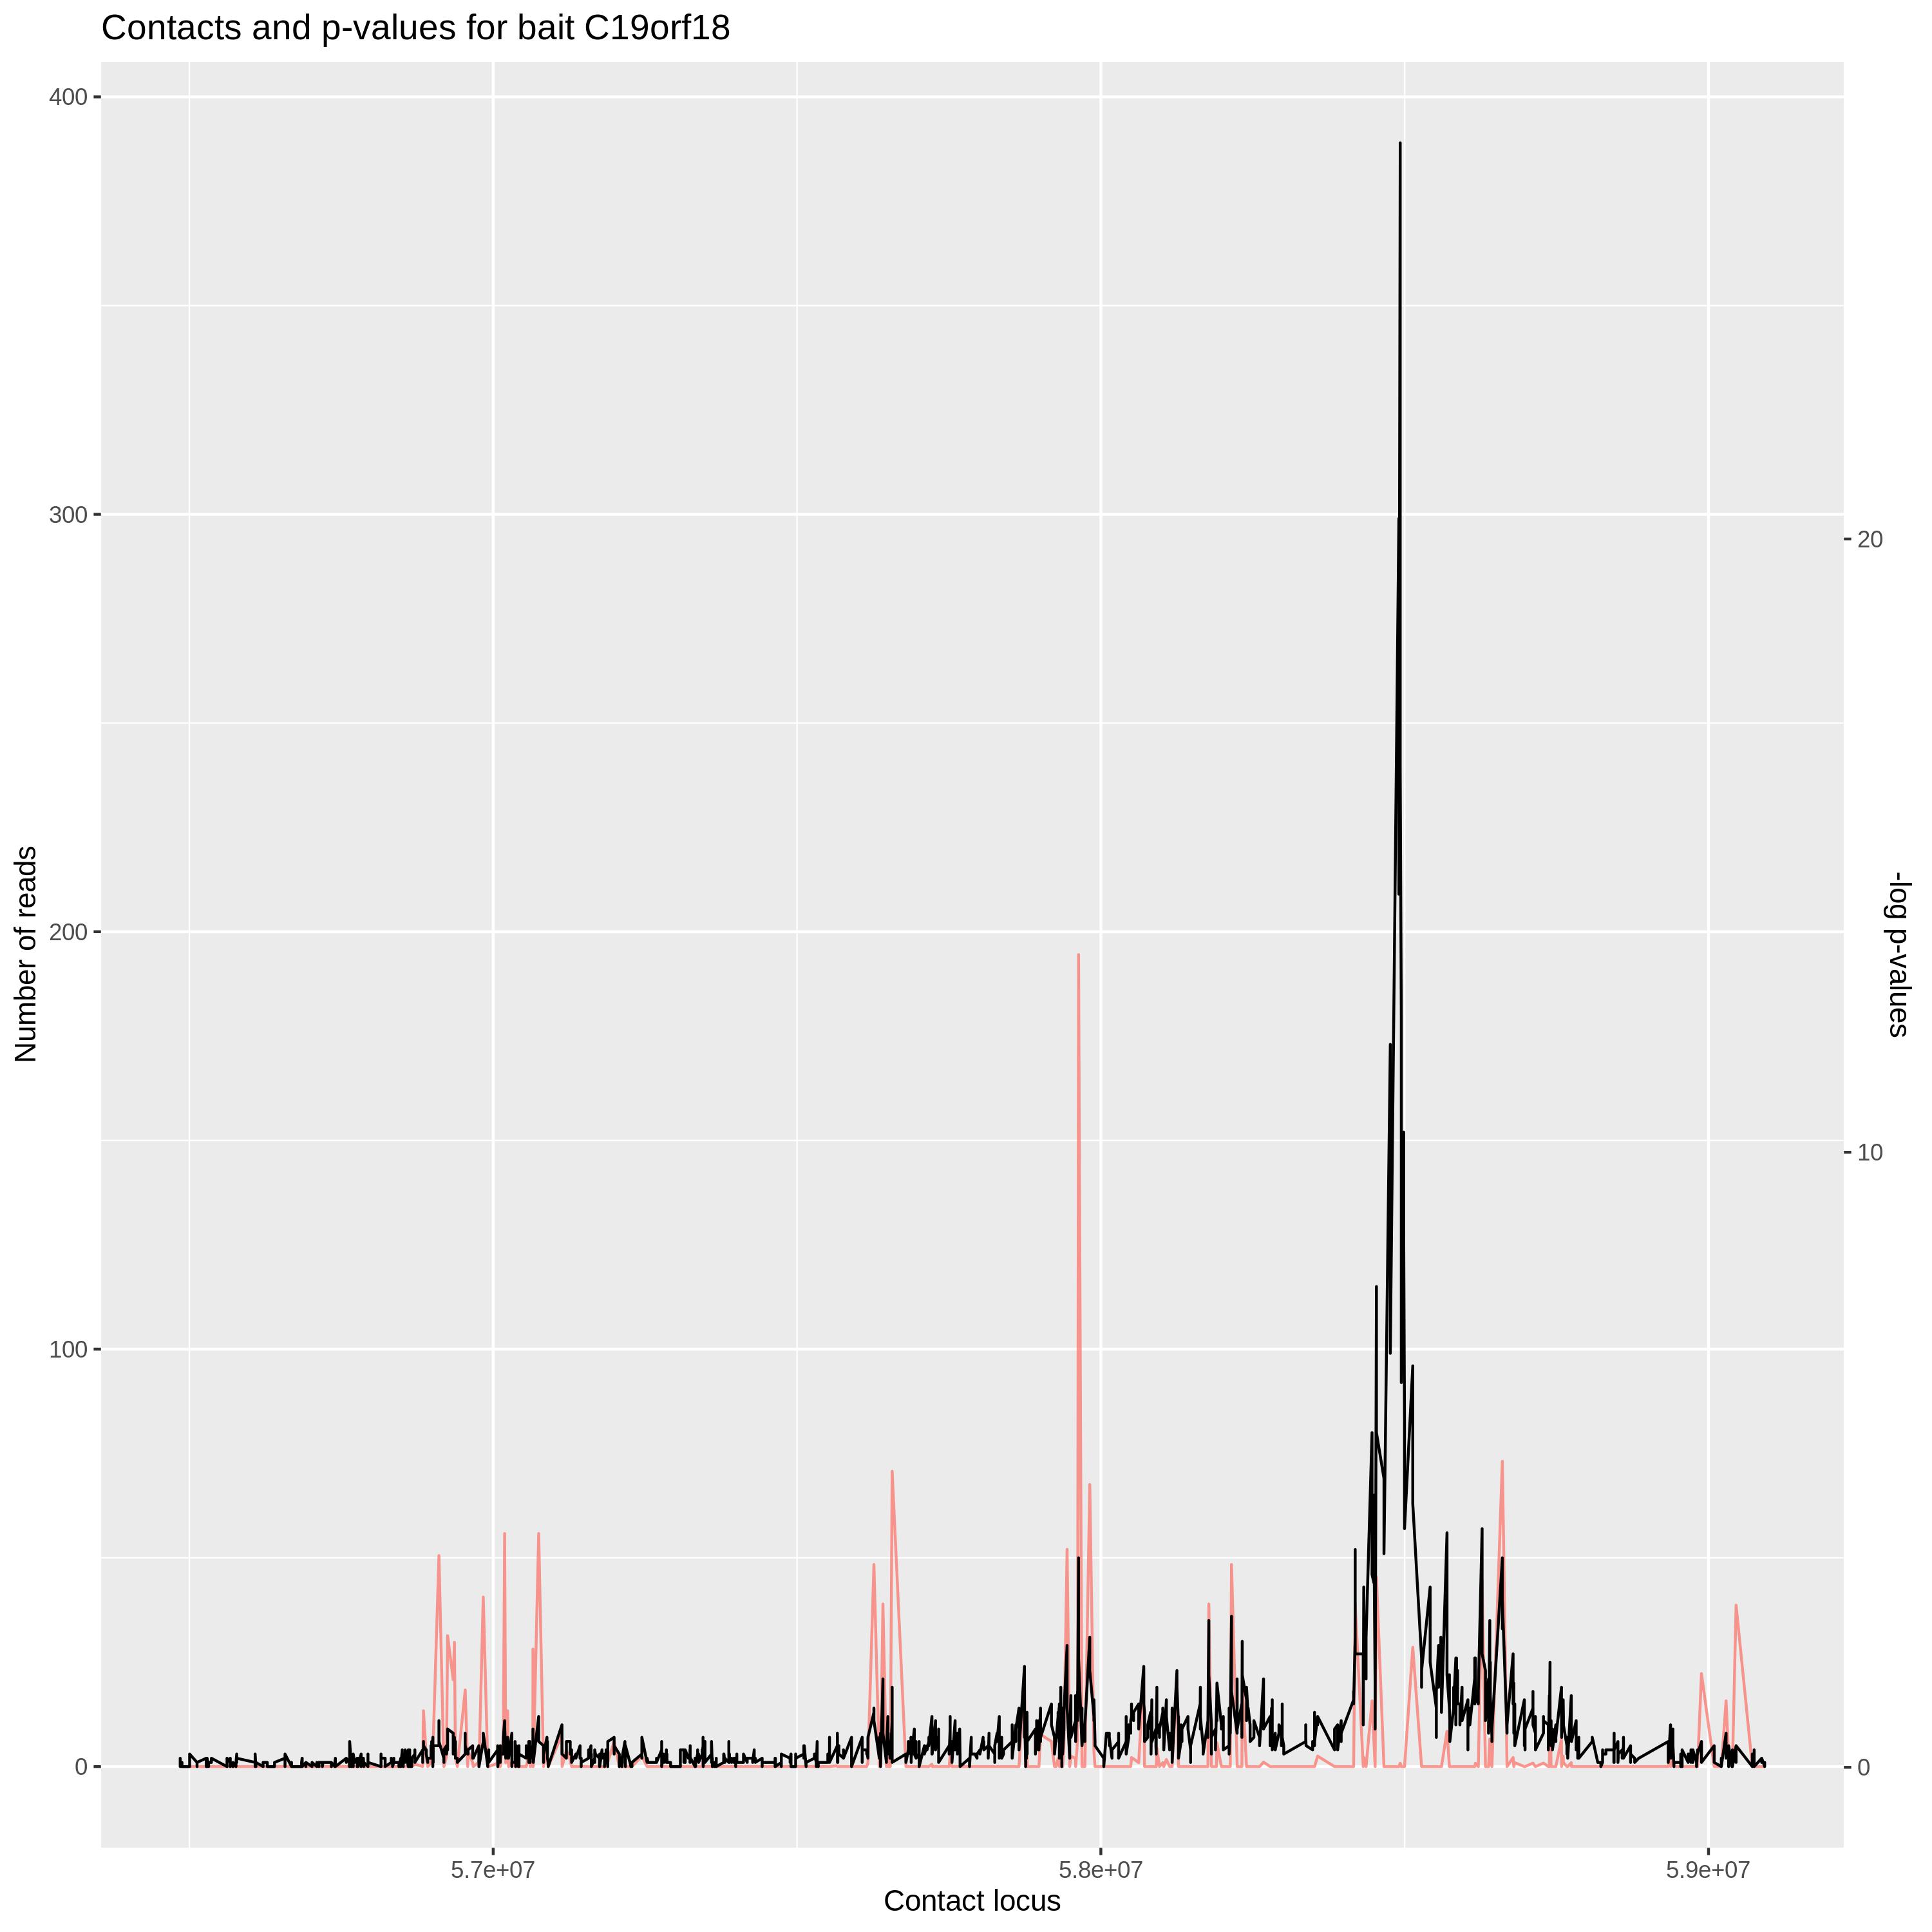 Contacts and p-values for bait C19orf18
400
300
200
100
0
Number of reads
20
10
0
-log p-values
5.7e+07
5.8e+07
5.9e+07
Contact locus